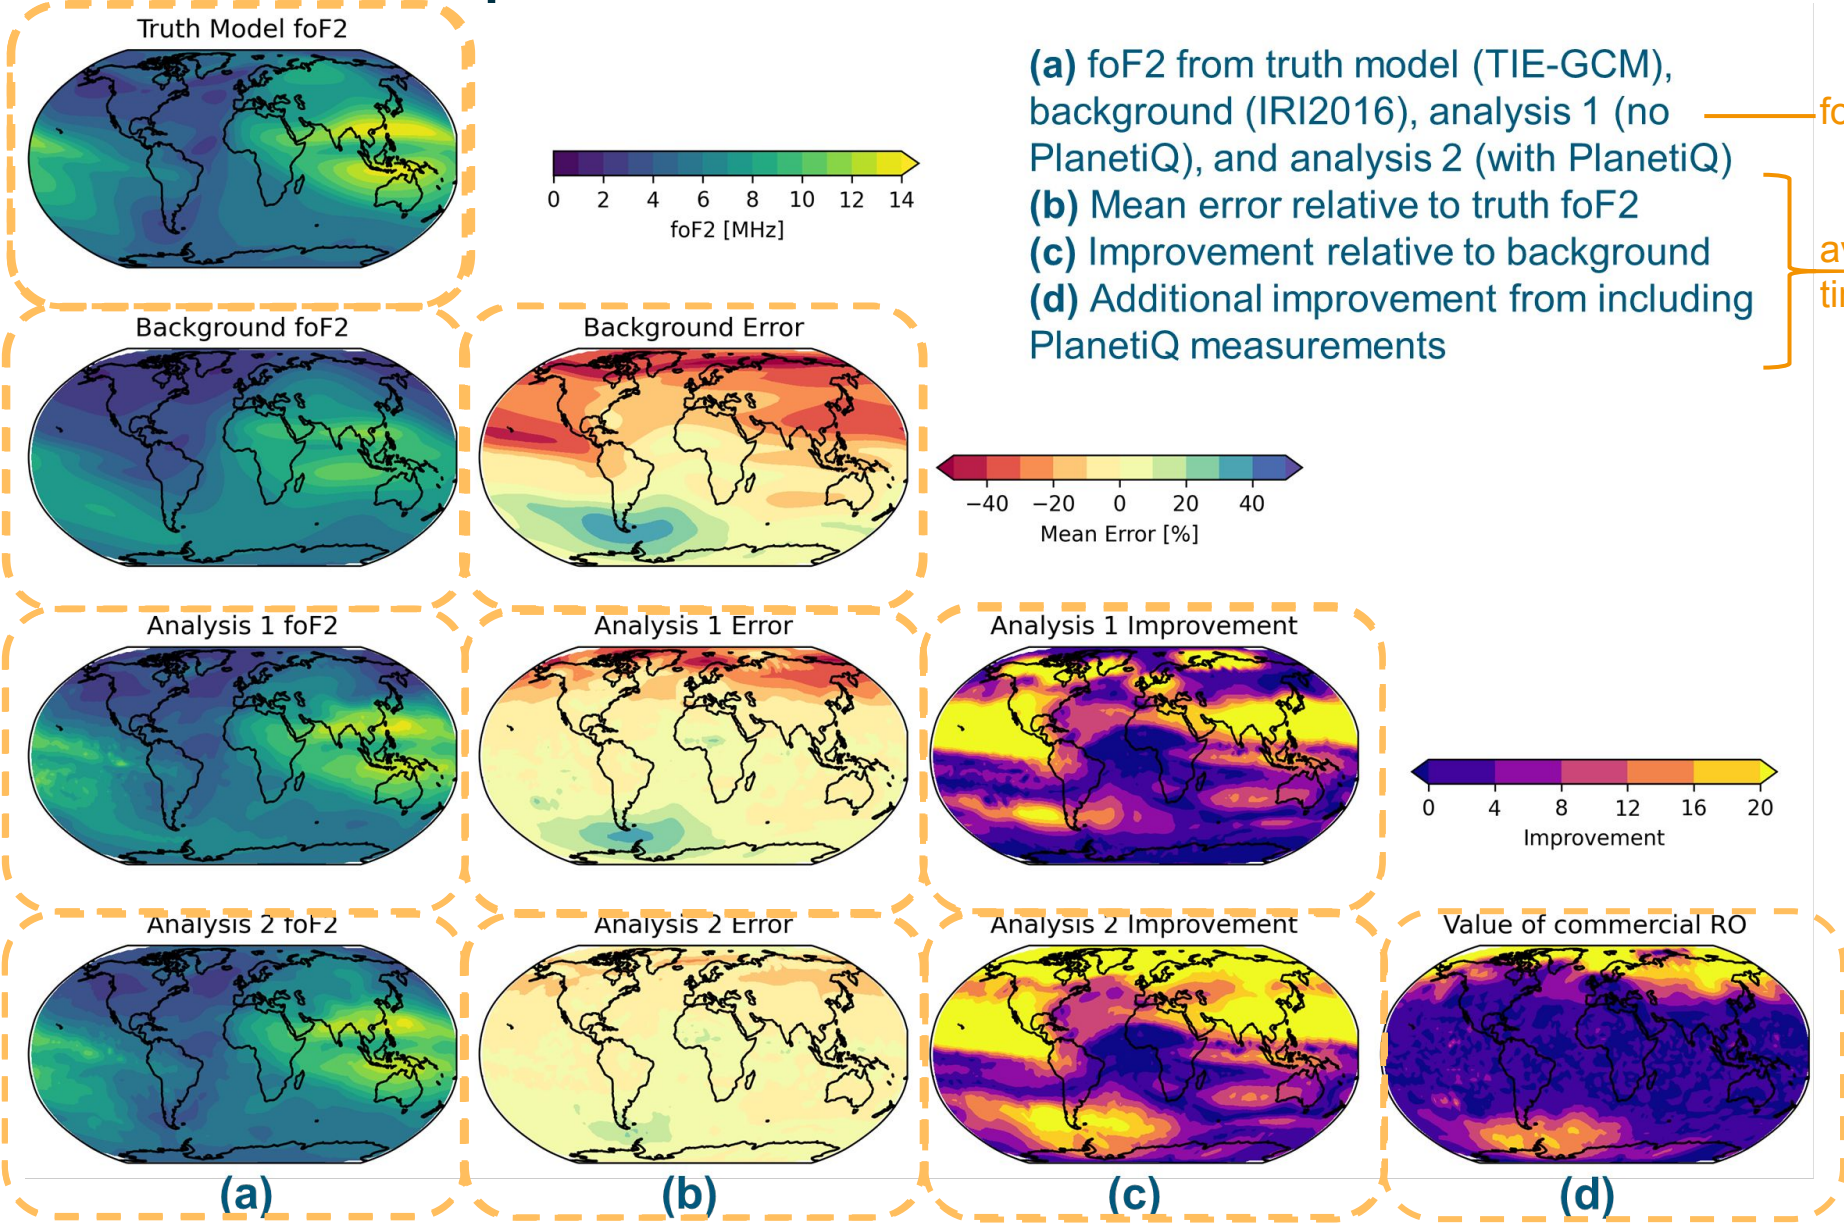 Truth Model foF2
0 2 4 6 8 10 12 14
foF2 [MHz]
(a) foF2 from truth model (TIE-GCM),
background (IRI2016), analysis 1 (no
PlanetiQ), and analysis 2 (with PlanetiQ)
(b) Mean error relative to truth foF2
(c) Improvement relative to background
(d) Additional improvement from including
PlanetiQ measurements
Background foF2
Background Error
−40 −20 0 20 40
Mean Error [%]
Analysis 1 foF2
Analysis 1 Error
Analysis 1 Improvement
0 4 8 12 16 20
Improvement
Analysis 2 foF2
Analysis 2 Error
Analysis 2 Improvement
Value of commercial RO
(a)
(b)
(c)
(d)